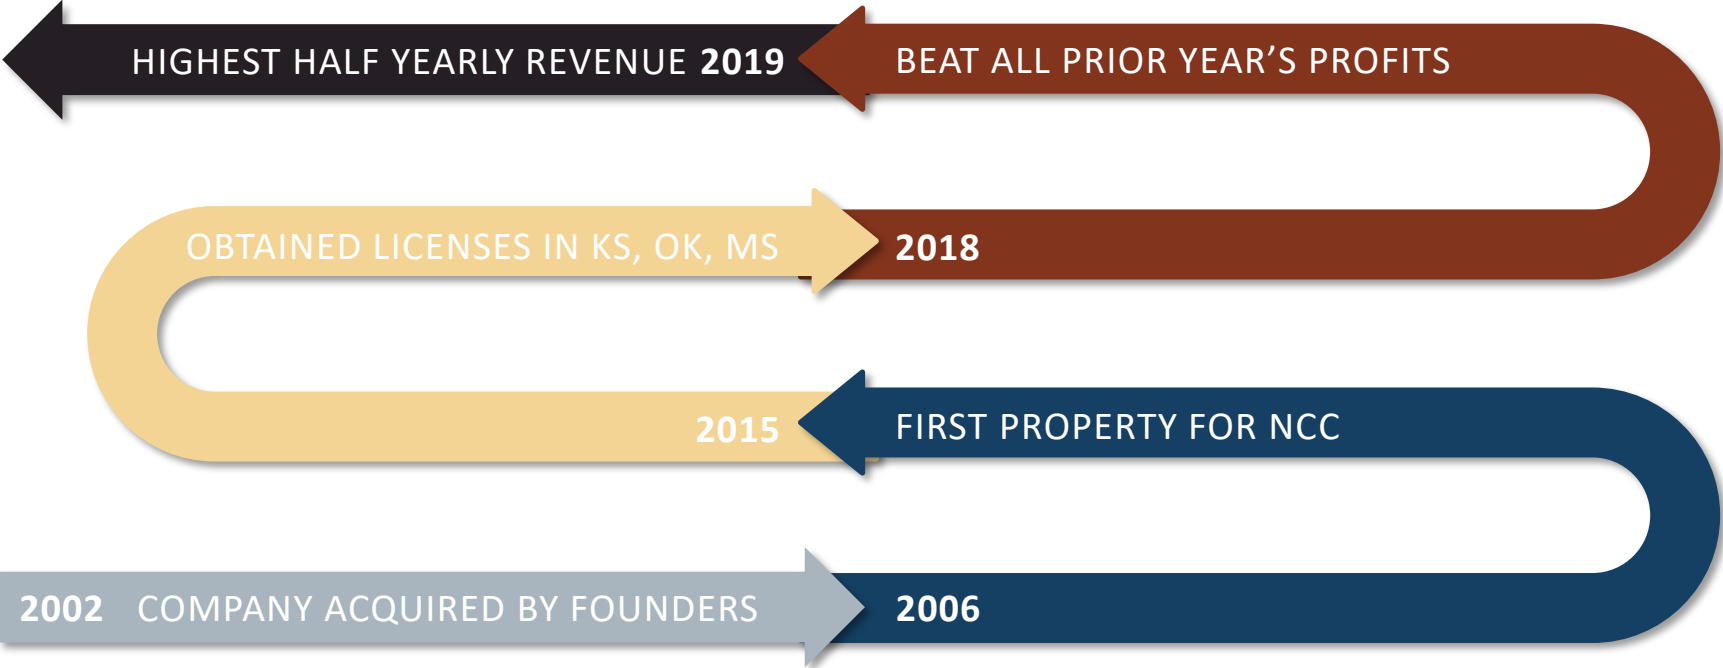 HIGHEST HALF YEARLY REVENUE 2019
BEAT ALL PRIOR YEAR’S PROFITS
OBTAINED LICENSES IN KS, OK, MS
2018
2015
FIRST PROPERTY FOR NCC
2002 COMPANY ACQUIRED BY FOUNDERS
2006